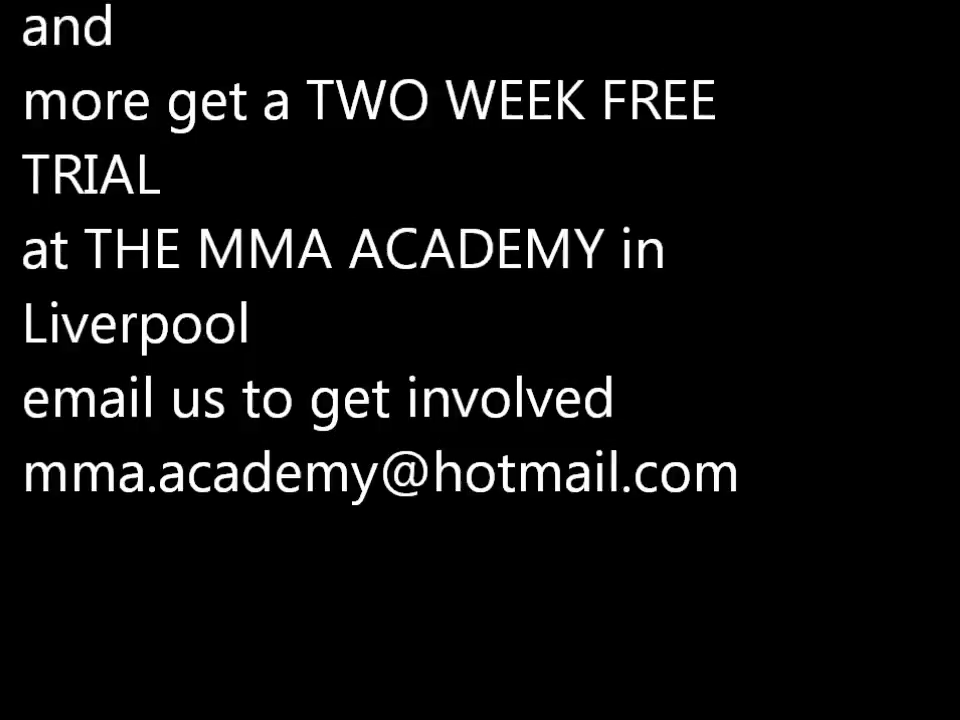 and
more get a TWO WEEK FREE
TRIAL
at THE MMA ACADEMY in
Liverpool
email us to get involved
mma.academy@hotmail.com